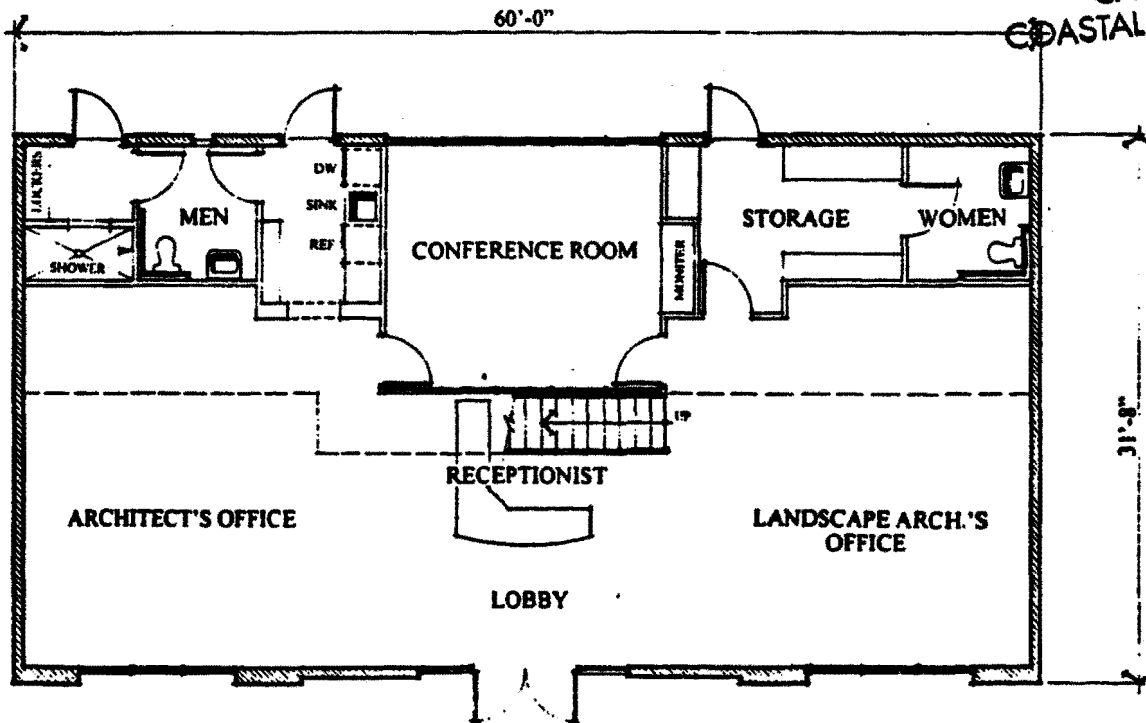 60'-0"
COASTAL
LOCKERS
MEN
DW
SINK
REF
SHOWER
CONFERENCE ROOM
MONITER
STORAGE
WOMEN
UP
31'-8"
RECEPTIONIST
ARCHITECT'S OFFICE
LANDSCAPE ARCH.'S
OFFICE
LOBBY